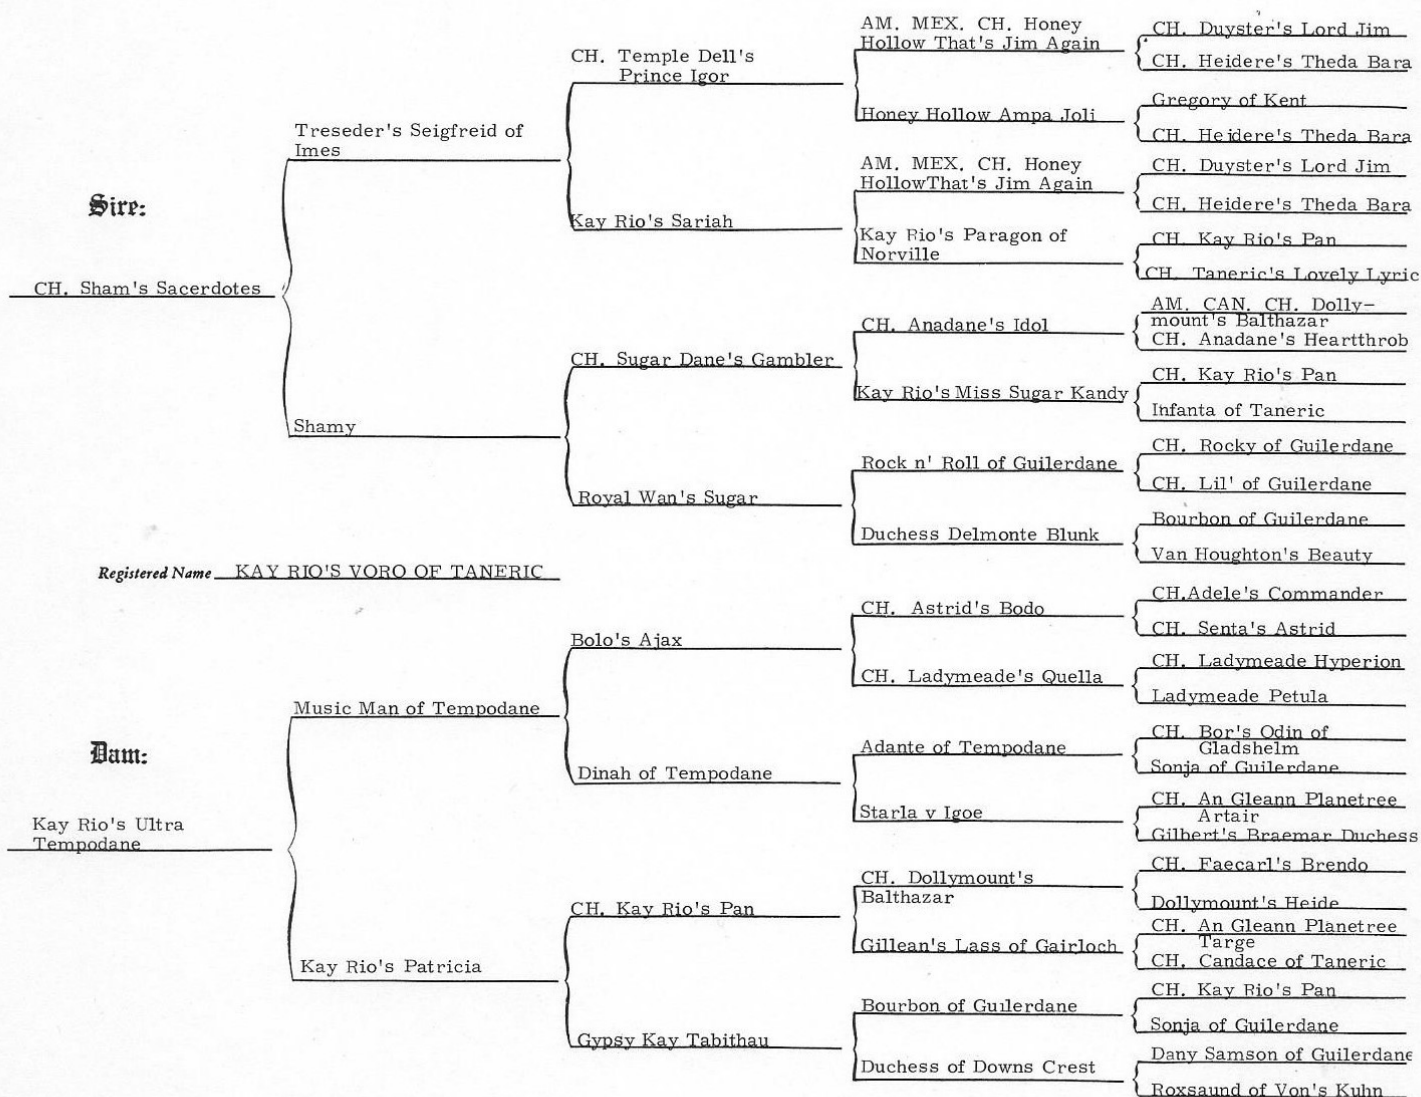 AM. MEX. CH. Honey
Hollow That's Jim Again
CH. Duyster's Lord Jim
CH. Heidere's Theda Bara
CH. Temple Dell's
Prince Igor
Honey Hollow Ampa Joli
Gregory of Kent
CH. Heidere's Theda Bara
Treseder's Seigfreid of
Imes
AM. MEX. CH. Honey
HollowThat's Jim Again
CH. Duyster's Lord Jim
CH. Heidere's Theda Bara
Kay Rio's Sariah
Kay Rio's Paragon of
Norville
CH. Kay Rio's Pan
CH. Taneric's Lovely Lyric
Sire:
CH. Sham's Sacerdotes
CH. Anadane's Idol
AM. CAN. CH. Dolly-
mount's Balthazar
CH. Anadane's Heartthrob
CH. Sugar Dane's Gambler
Kay Rio's Miss Sugar Kandy
CH. Kay Rio's Pan
Infanta of Taneric
Shamy
Rock n' Roll of Guilerdane
CH. Rocky of Guilerdane
CH. Lil' of Guilerdane
Royal Wan's Sugar
Duchess Delmonte Blunk
Bourbon of Guilerdane
Van Houghton's Beauty
Registered Name KAY RIO'S VORO OF TANERIC
CH. Astrid's Bodo
CH.Adele's Commander
CH. Senta's Astrid
Bolo's Ajax
CH. Ladymeade's Quella
CH. Ladymeade Hyperion
Ladymeade Petula
Music Man of Tempodane
Adante of Tempodane
CH. Bor's Odin of
Gladshelm
Sonja of Guilerdane
Dinah of Tempodane
Starla v Igoe
CH. An Gleann Planetree
Artair
Gilbert's Braemar Duchess
Dam:
Kay Rio's Ultra
Tempodane
CH. Dollymount's
Balthazar
CH. Faecarl's Brendo
Dollymount's Heide
CH. Kay Rio's Pan
Gillean's Lass of Gairloch
CH. An Gleann Planetree
Targe
CH. Candace of Taneric
Kay Rio's Patricia
Bourbon of Guilerdane
CH. Kay Rio's Pan
Sonja of Guilerdane
Gypsy Kay Tabithau
Duchess of Downs Crest
Dany Samson of Guilerdane
Roxsaund of Von's Kuhn